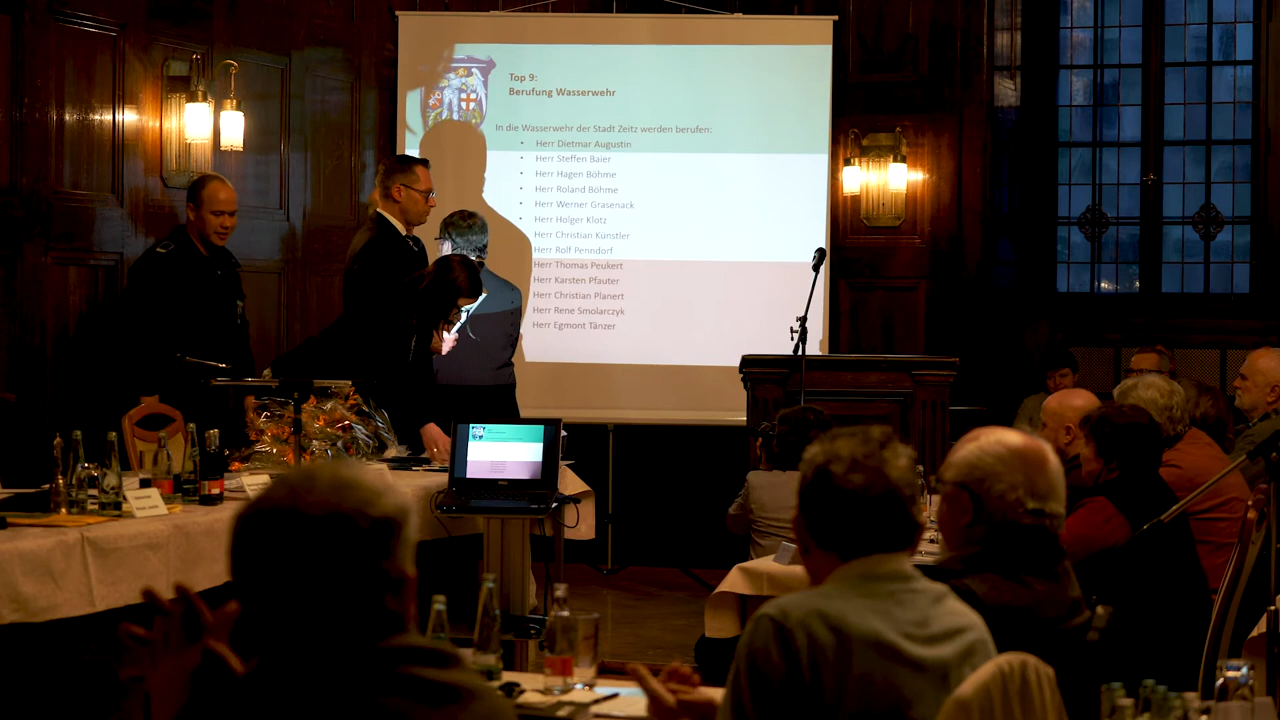 Top 9:
Berufung Wasserwehr
In die Wasserwehr der Stadt Zeitz werden berufen:
• Herr Dietmar Augustin
• Herr Steffen Baier
• Herr Hagen Böhme
• Herr Roland Böhme
• Herr Werner Grasenack
• Herr Holger Klotz
Herr Christian Künstler
Herr Rolf Penndorf
Herr Thomas Peukert
Herr Karsten Pfauter
Herr Christian Planert
Herr Rene Smolarczyk
Herr Egmont Tänzer